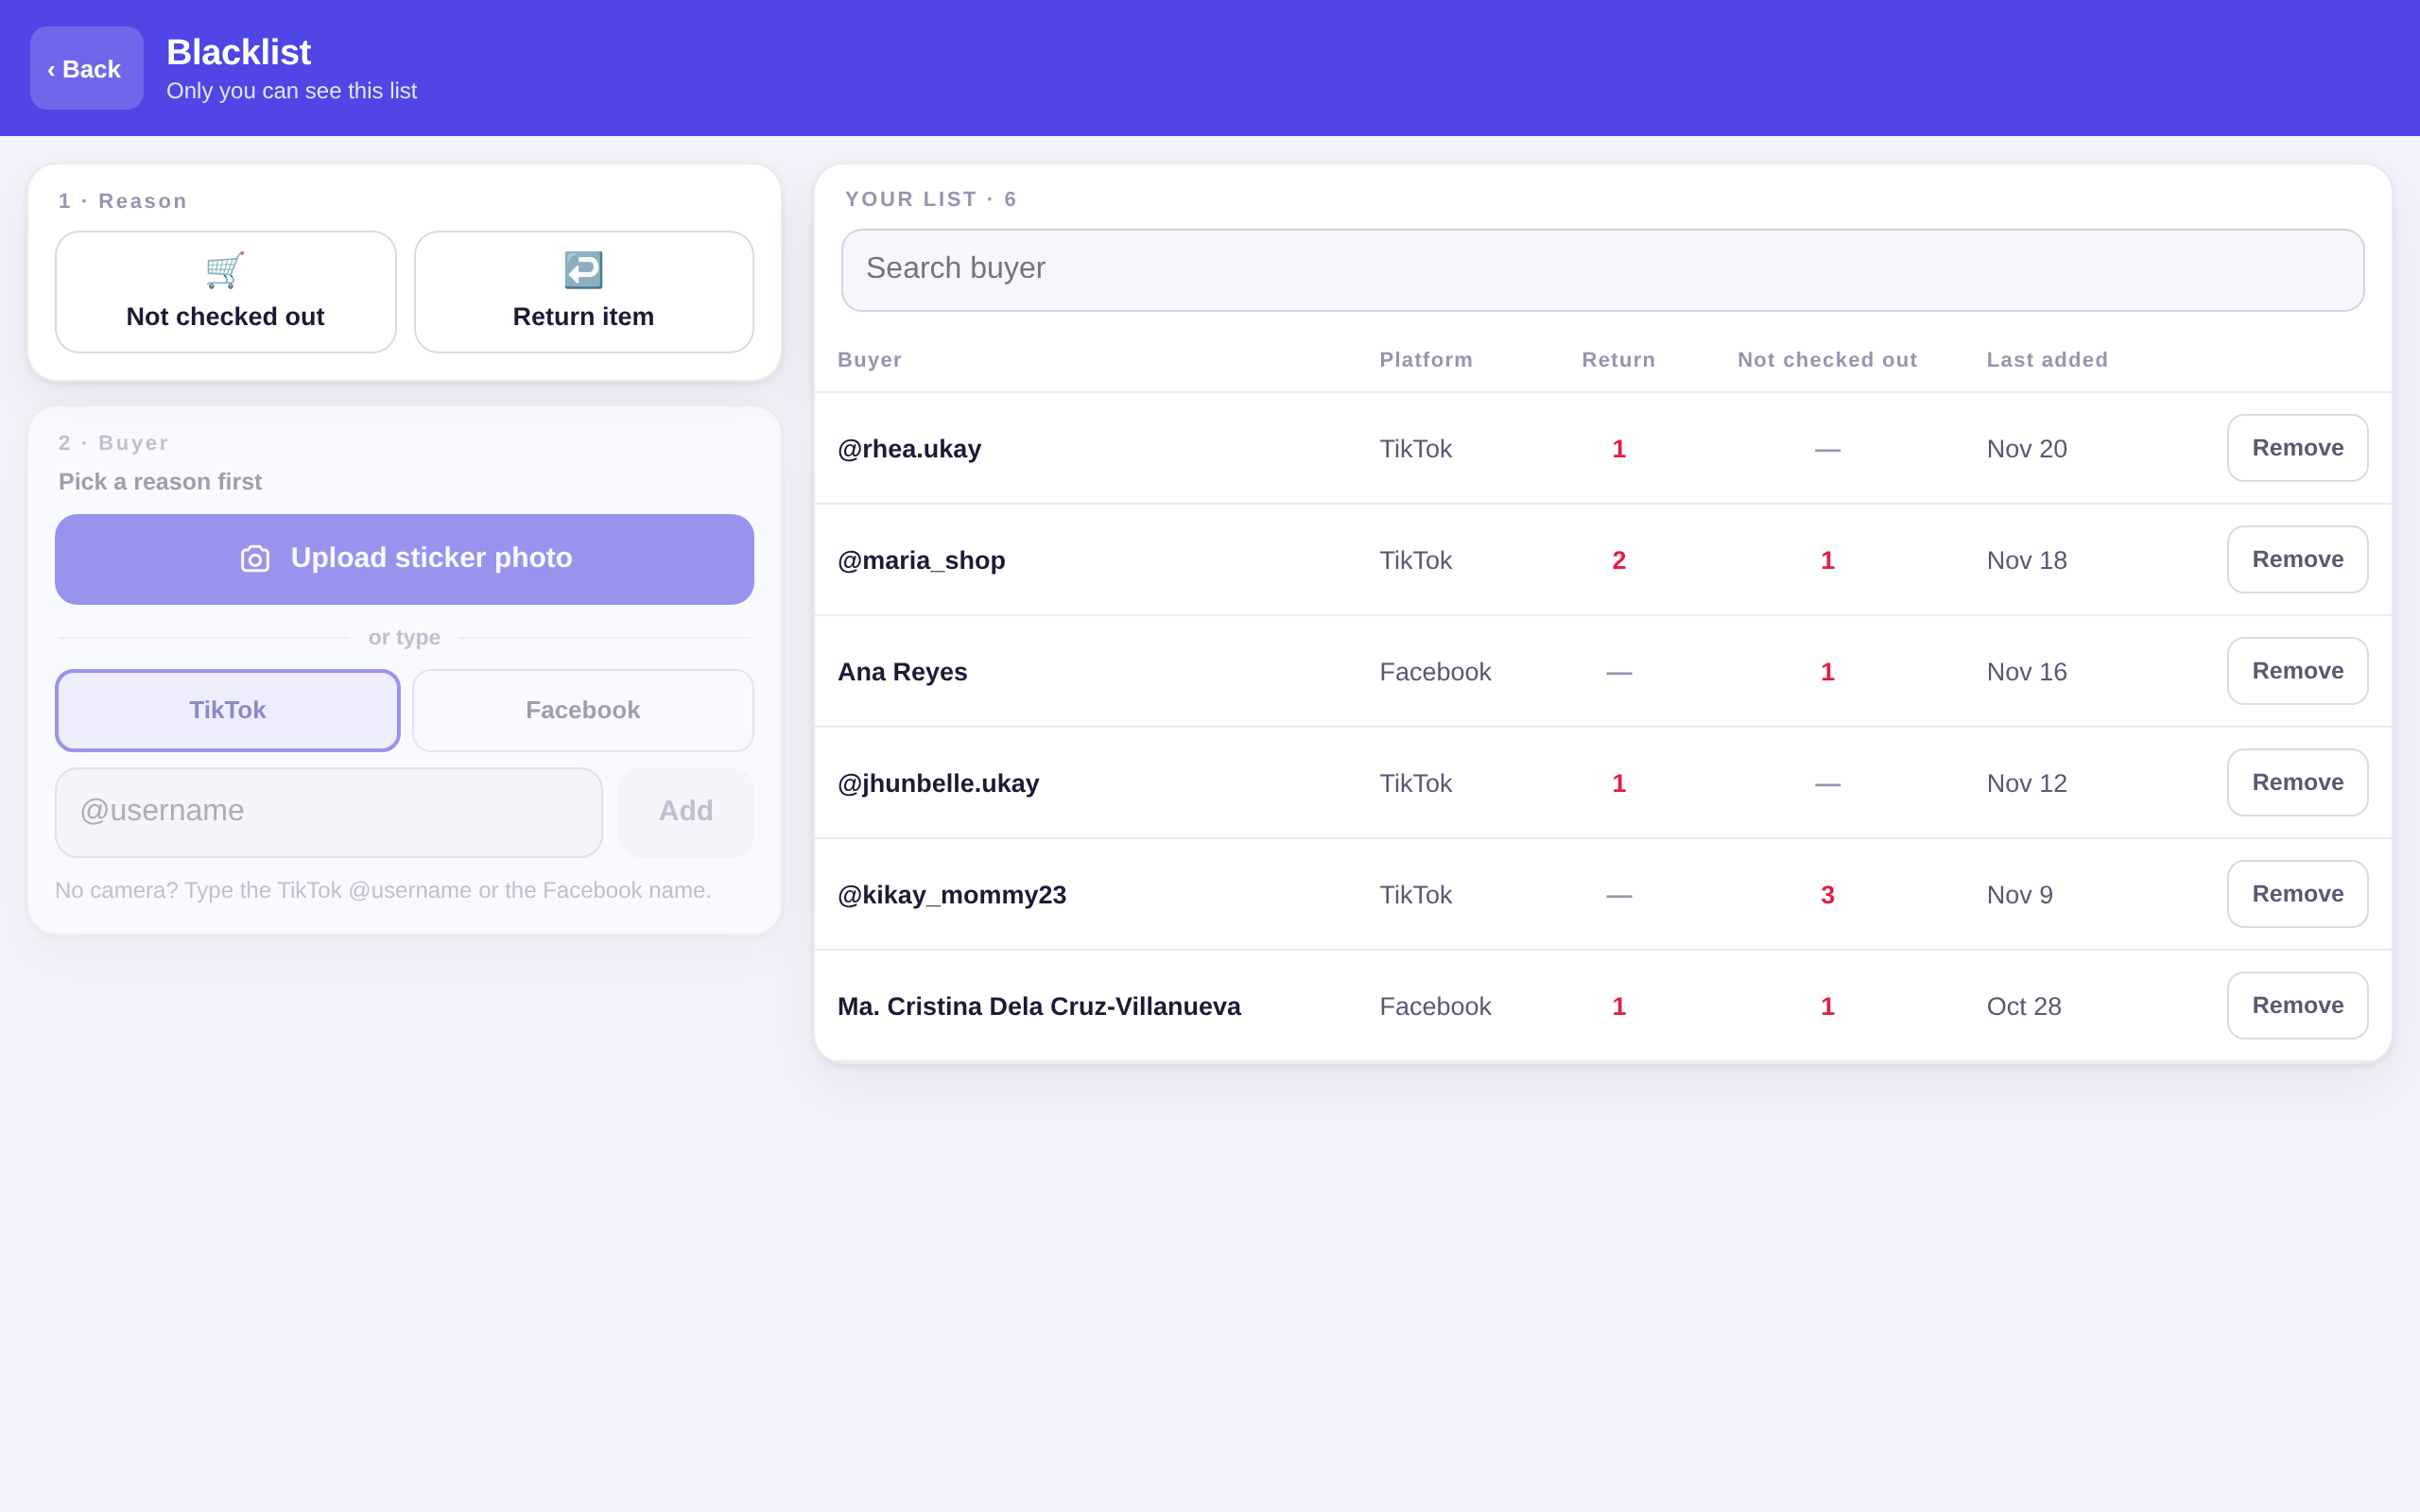 ‹ Back
Blacklist
Only you can see this list
1 · Reason
Not checked out
Return item
2 · Buyer
Pick a reason first
Upload sticker photo
or type
TikTok
Facebook
@username
Add
No camera? Type the TikTok @username or the Facebook name.
YOUR LIST · 6
Search buyer
Buyer Platform Return Not checked out Last added
@rhea.ukay TikTok 1 — Nov 20 Remove
@maria_shop TikTok 2 1 Nov 18 Remove
Ana Reyes Facebook — 1 Nov 16 Remove
@jhunbelle.ukay TikTok 1 — Nov 12 Remove
@kikay_mommy23 TikTok — 3 Nov 9 Remove
Ma. Cristina Dela Cruz-Villanueva Facebook 1 1 Oct 28 Remove